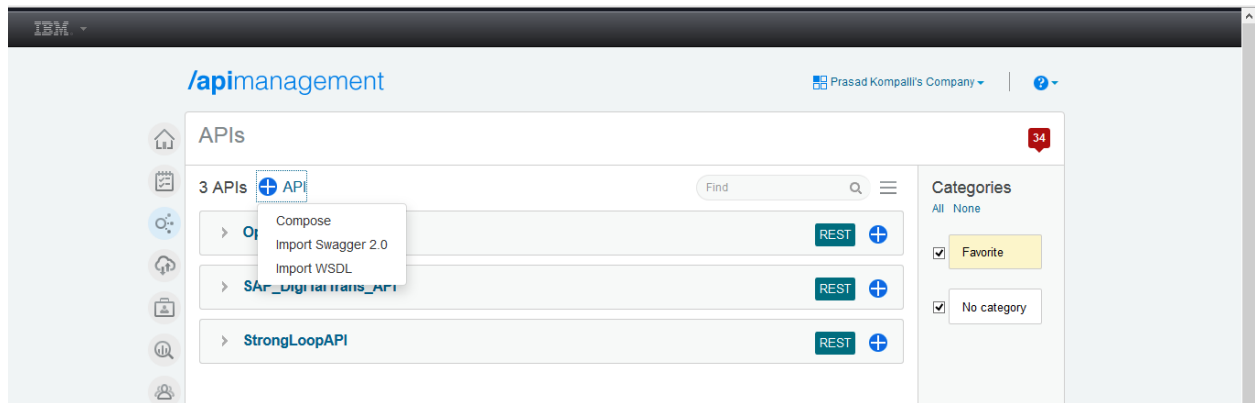 IBM
/apimanagement
Prasad Kompalli's Company
?
APIs
34
3 APIs
API
Find
Categories
All None
Compose
Import Swagger 2.0
Import WSDL
REST
Favorite
SAP_DigitalTrans_API
REST
No category
StrongLoopAPI
REST